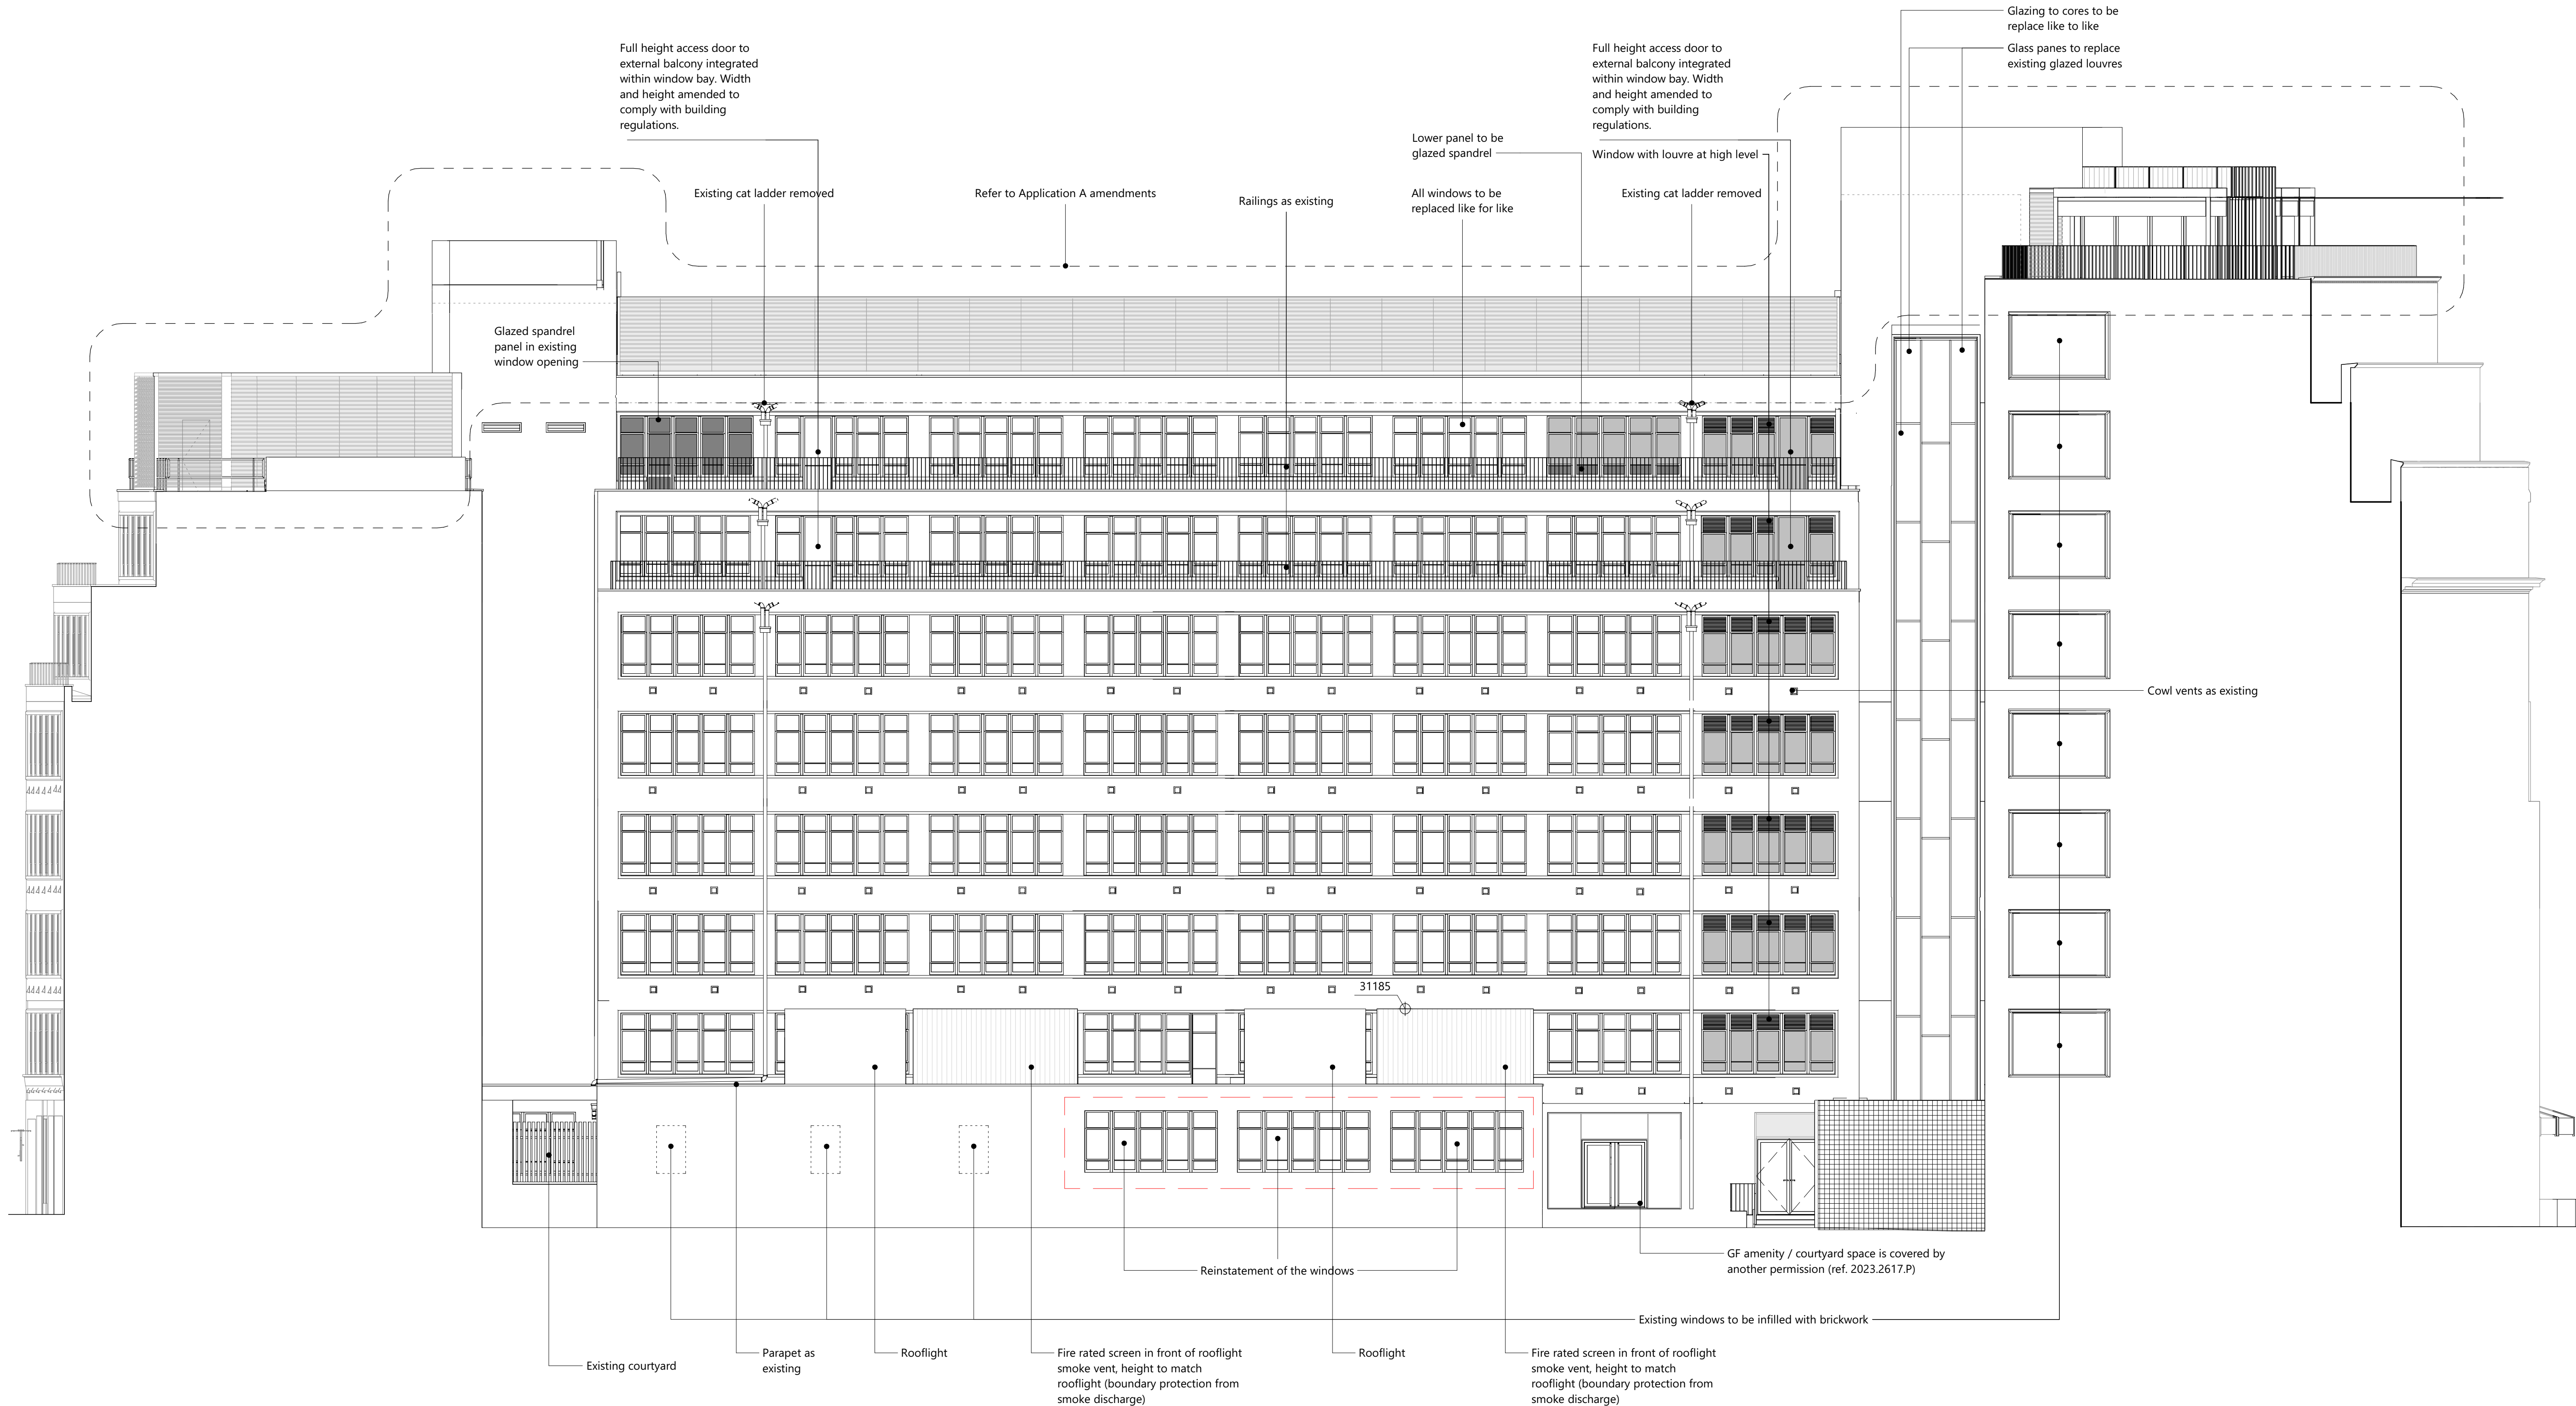 Glazing to cores to be
replace like to like
Full height access door to
external balcony integrated
within window bay. Width
and height amended to
comply with building
regulations.
Full height access door to
external balcony integrated
within window bay. Width
and height amended to
comply with building
regulations.
Glass panes to replace
existing glazed louvres
Lower panel to be
glazed spandrel
Window with louvre at high level
Existing cat ladder removed
Refer to Application A amendments
Railings as existing
All windows to be
replaced like for like
Existing cat ladder removed
Glazed spandrel
panel in existing
window opening
Cowl vents as existing
31185
GF amenity / courtyard space is covered by
another permission (ref. 2023.2617.P)
Reinstatement of the windows
Existing windows to be infilled with brickwork
Existing courtyard
Parapet as
existing
Rooflight
Fire rated screen in front of rooflight
smoke vent, height to match
rooflight (boundary protection from
smoke discharge)
Rooflight
Fire rated screen in front of rooflight
smoke vent, height to match
rooflight (boundary protection from
smoke discharge)